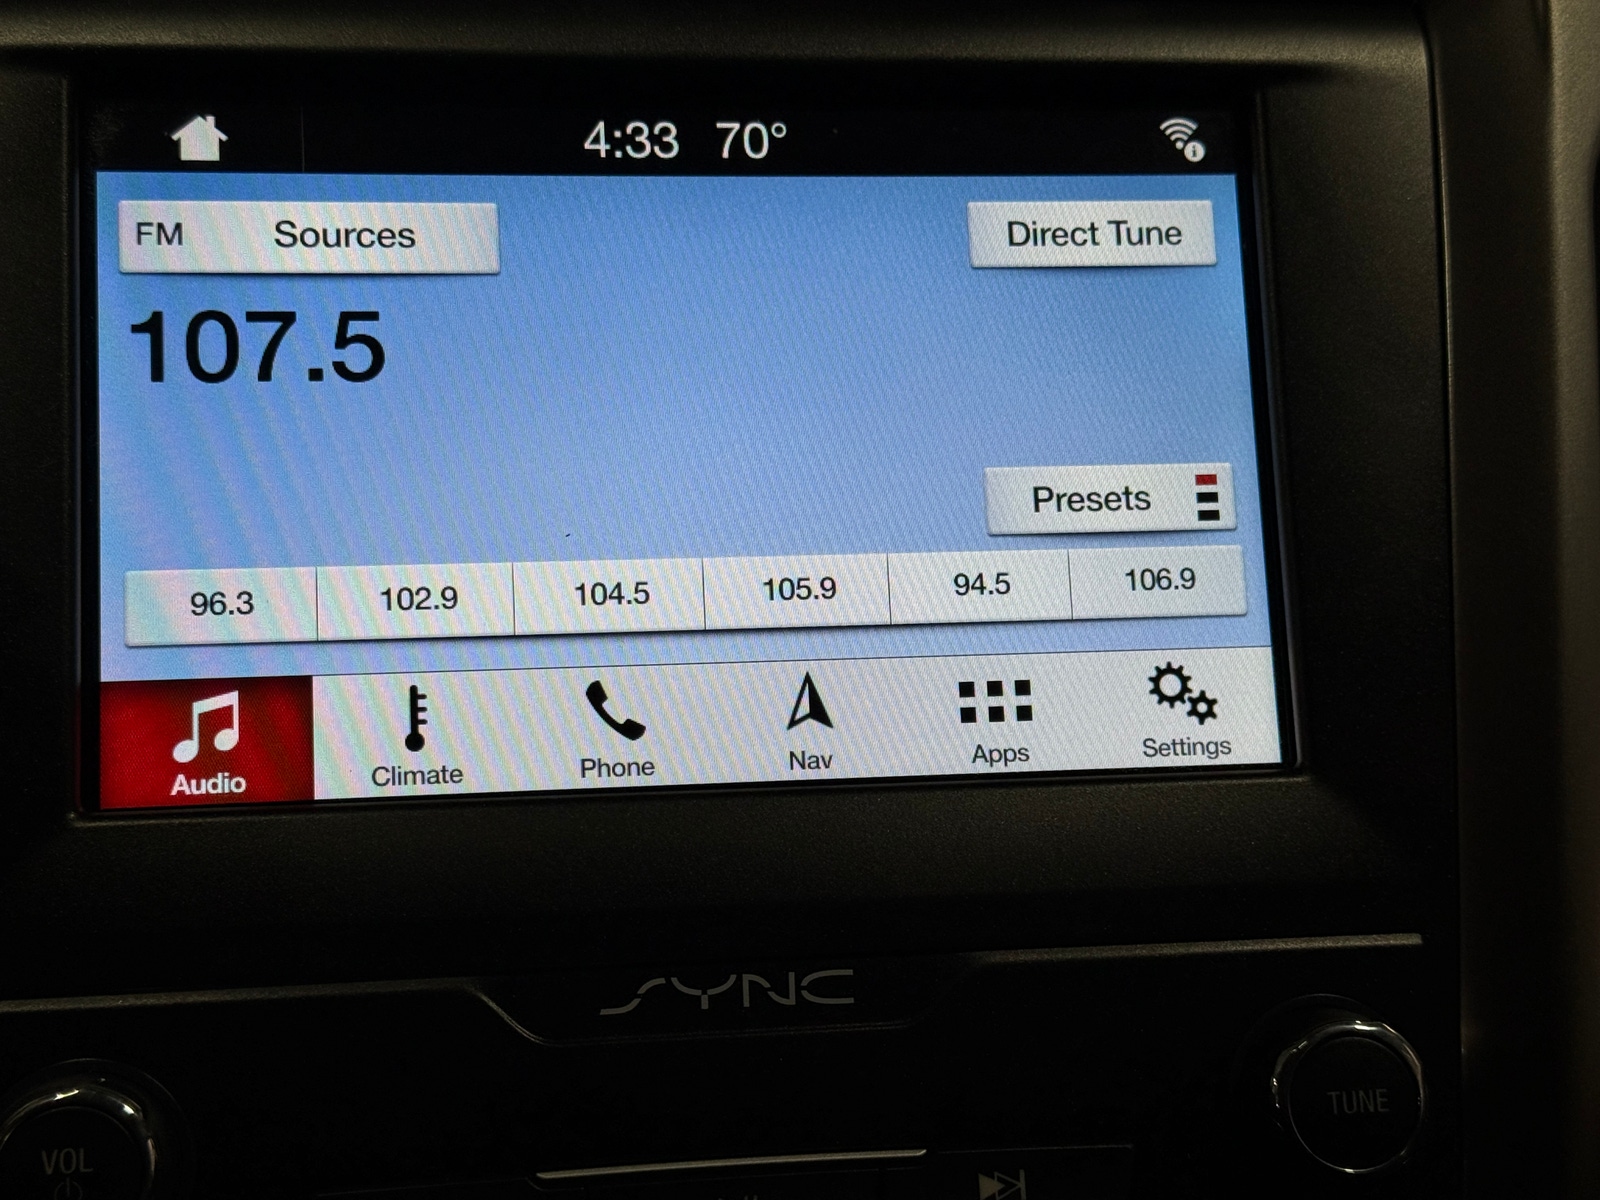 4:33 70°
FM Sources
Direct Tune
107.5
Presets
96.3 102.9 104.5 105.9 94.5 106.9
Audio Climate Phone Nav Apps Settings
SYNC
VOL
TUNE